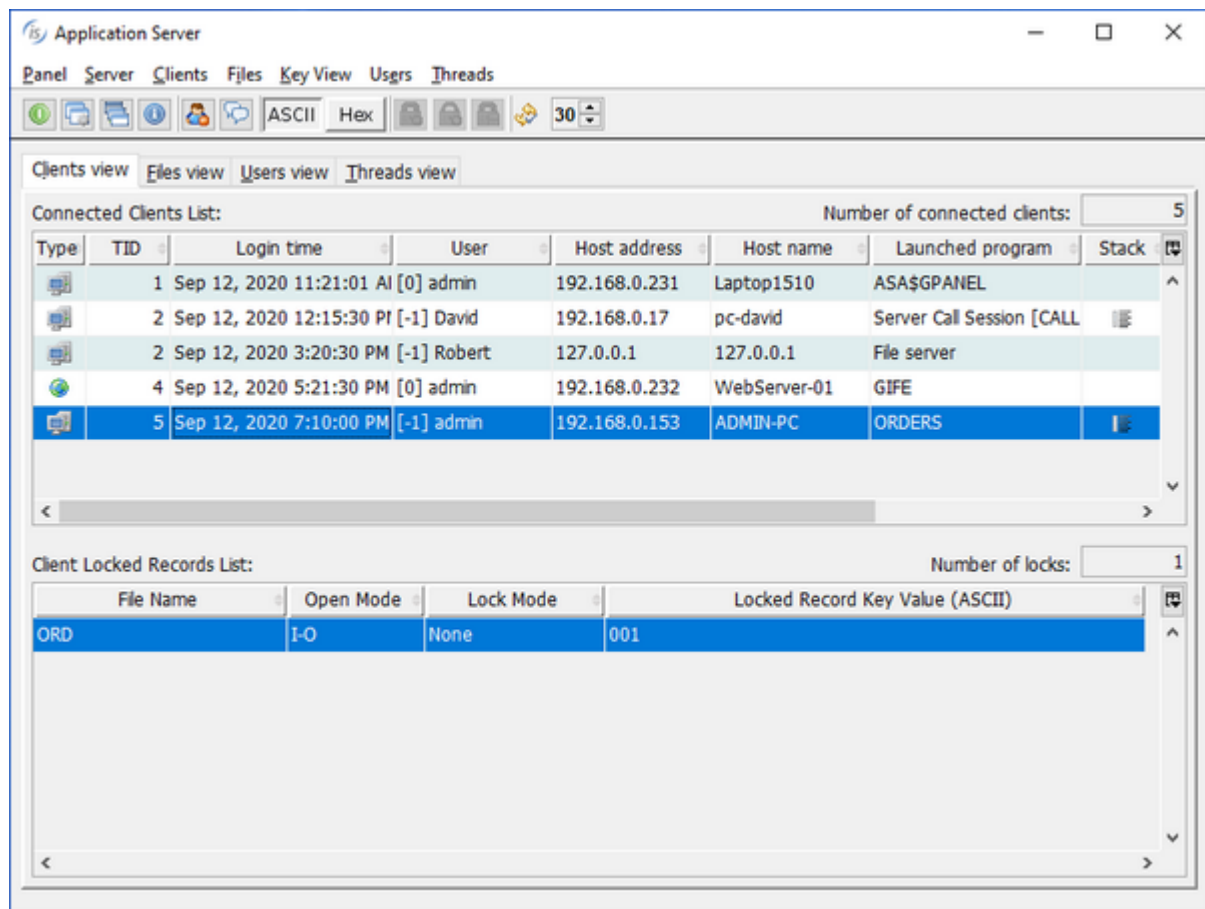 Application Server
Panel Server Clients Files Key View Users Threads
ASCII Hex 30
Clients view Files view Users view Threads view
Connected Clients List: Number of connected clients: 5
Type TID Login time User Host address Host name Launched program Stack
1 Sep 12, 2020 11:21:01 AI [0] admin 192.168.0.231 Laptop1510 ASA$GPANEL
2 Sep 12, 2020 12:15:30 PI [-1] David 192.168.0.17 pc-david Server Call Session [CALL
2 Sep 12, 2020 3:20:30 PM [-1] Robert 127.0.0.1 127.0.0.1 File server
4 Sep 12, 2020 5:21:30 PM [0] admin 192.168.0.232 WebServer-01 GIFE
5 Sep 12, 2020 7:10:00 PM [-1] admin 192.168.0.153 ADMIN-PC ORDERS
Client Locked Records List: Number of locks: 1
File Name Open Mode Lock Mode Locked Record Key Value (ASCII)
ORD I-O None 001